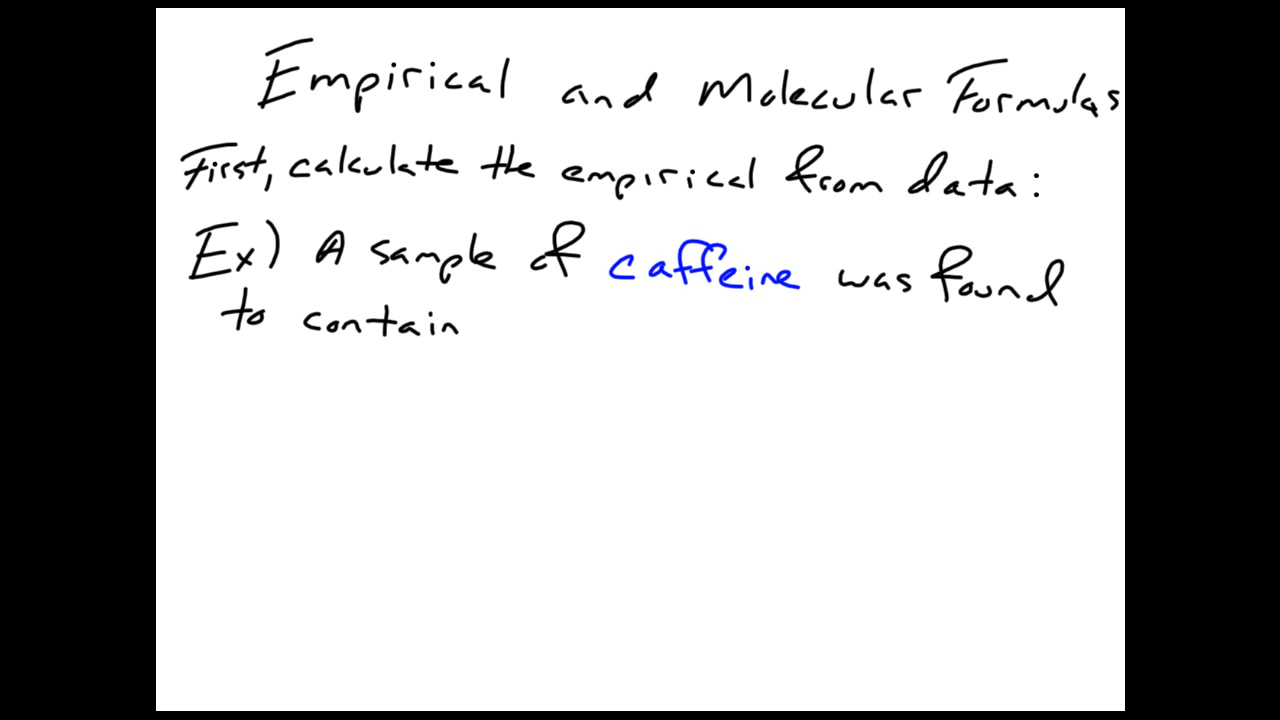 Empirical and Molecular Formulas
First, calculate the empirical from data:
Ex) A sample of caffeine was found
to contain